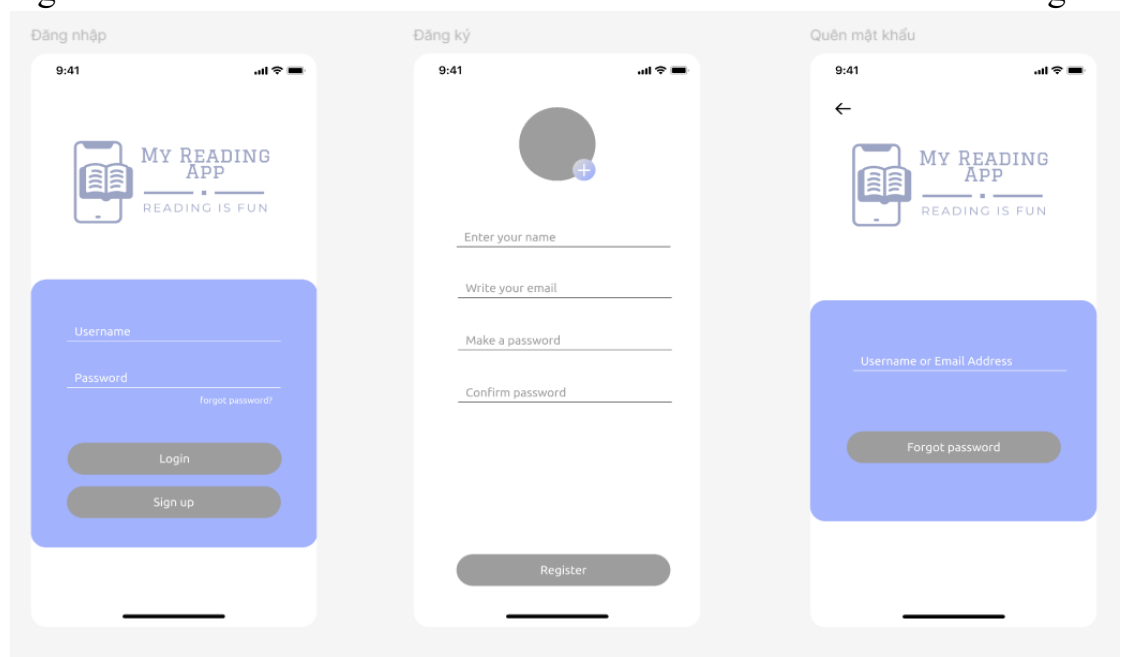 Đăng nhập
9:41
MY READING
APP
READING IS FUN
Username
Password
forgot password?
Login
Sign up
Đăng ký
9:41
Enter your name
Write your email
Make a password
Confirm password
Register
Quên mật khẩu
9:41
MY READING
APP
READING IS FUN
Username or Email Address
Forgot password